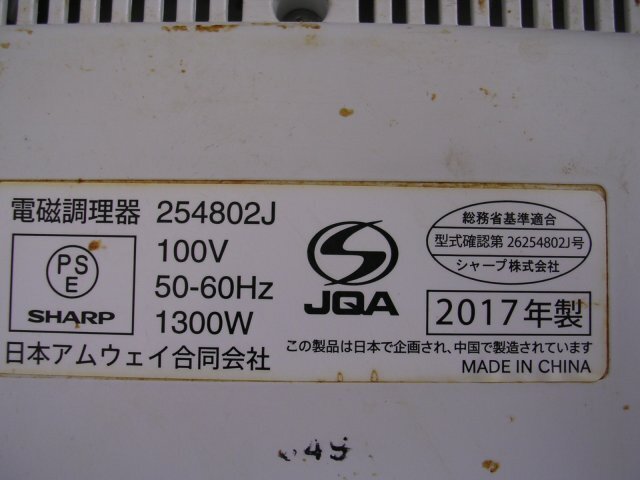 電磁調理器 254802J
PS
E
SHARP
100V
50-60Hz
1300W
JQA
総務省基準適合
型式確認第 26254802J号
シャープ株式会社
2017年製
日本アムウェイ合同会社
この製品は日本で企画され、中国で製造されています
MADE IN CHINA